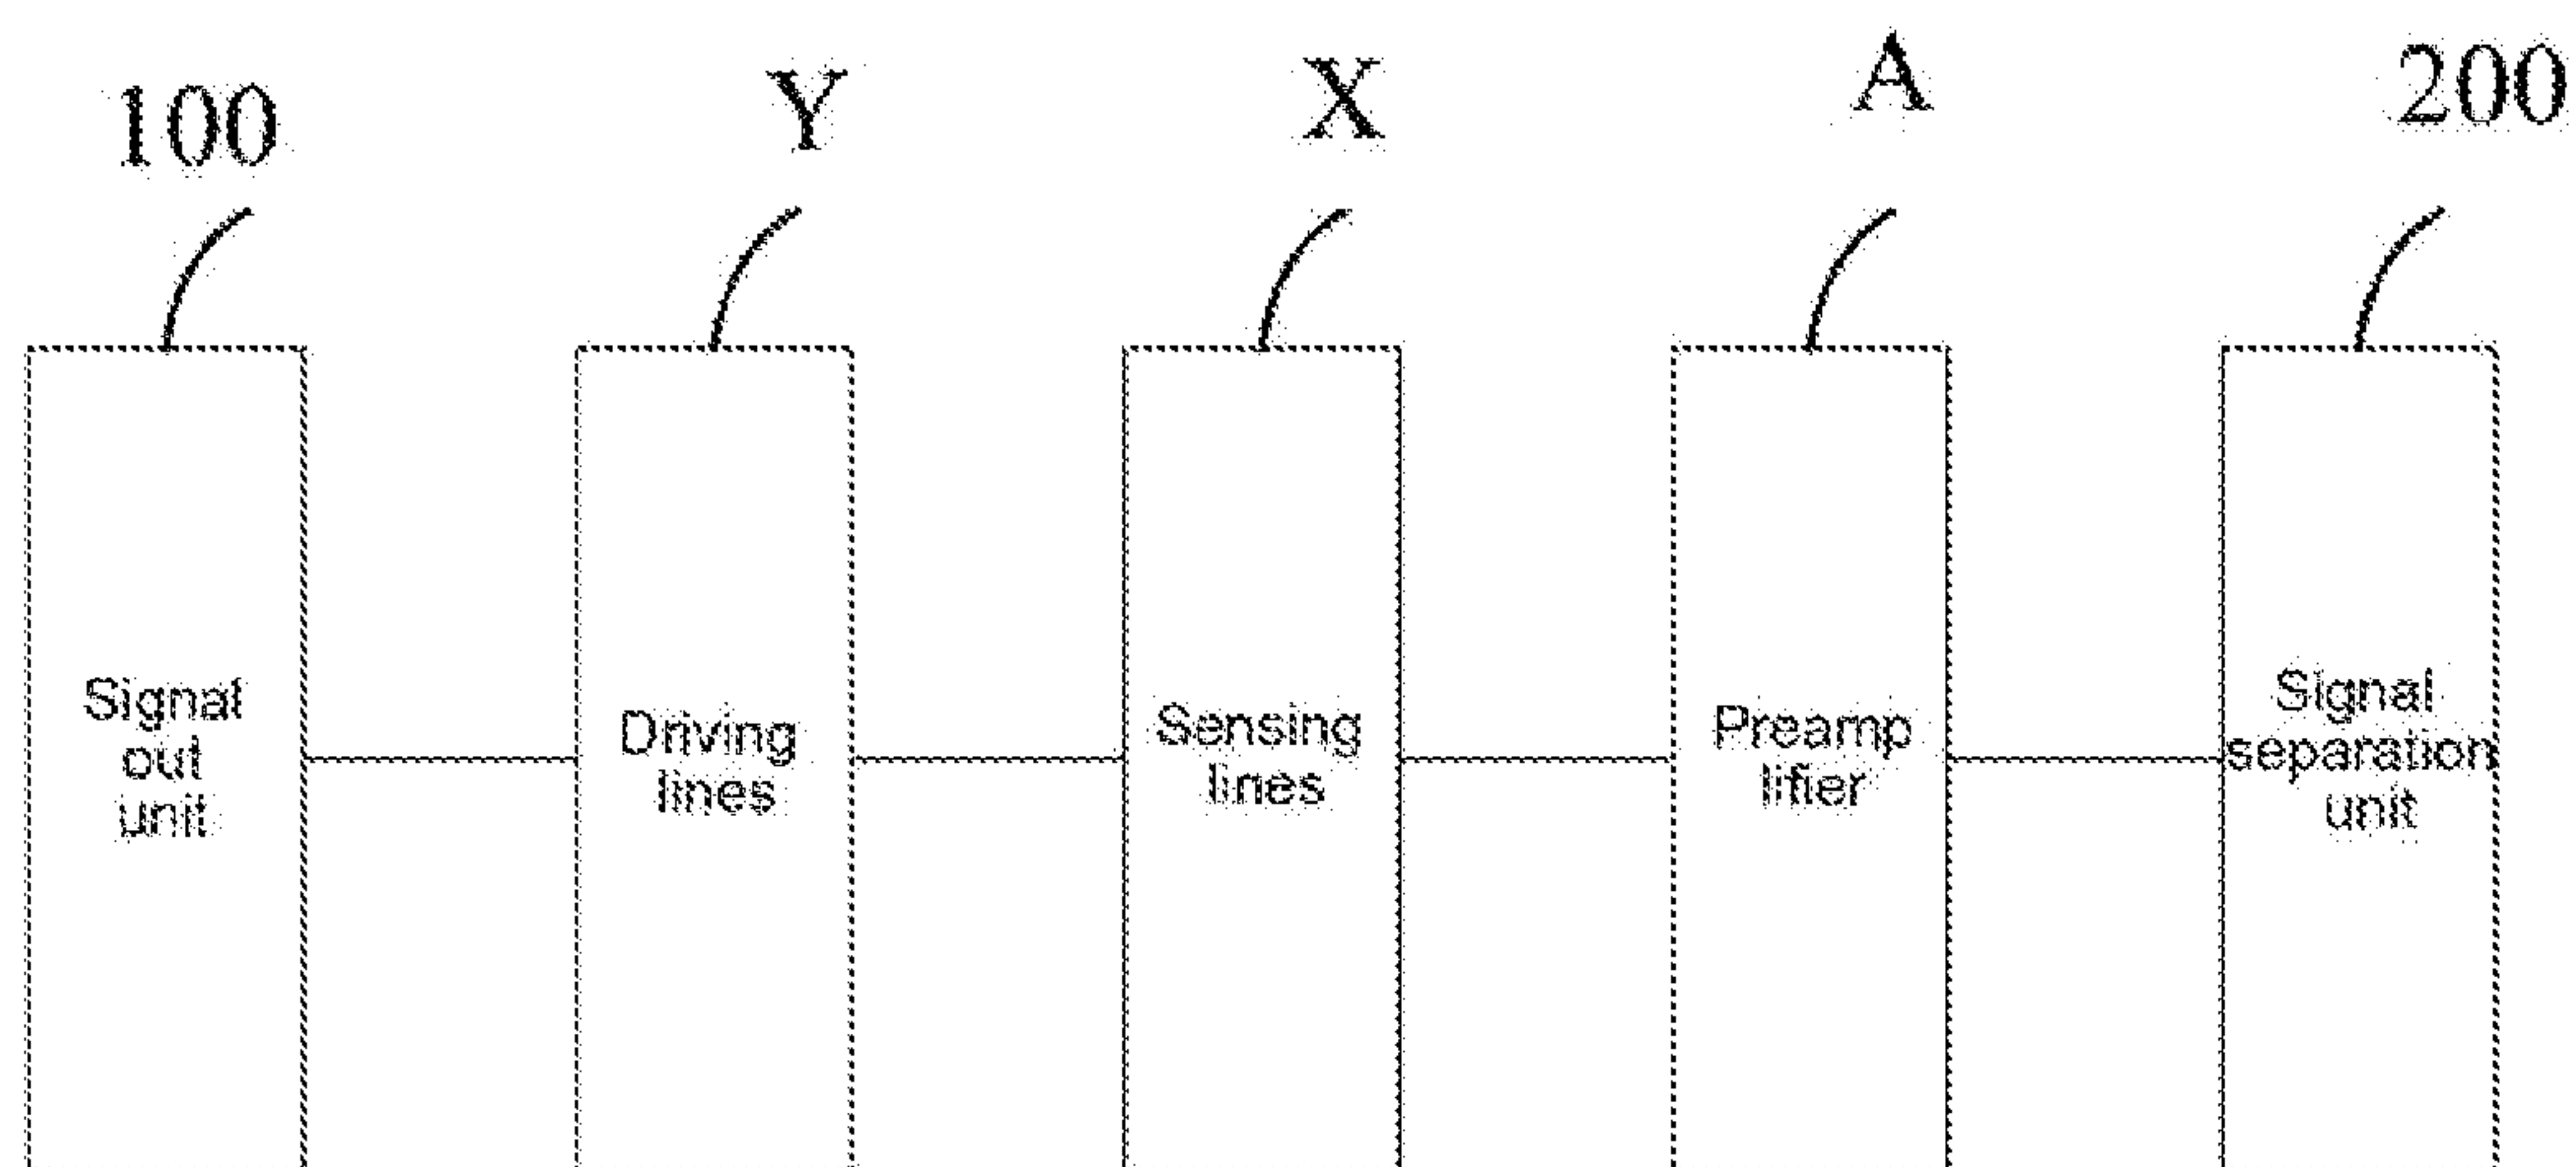 100
Y
X
A
200
Signal
out
unit
Driving
lines
Sensing
lines
Preamp
lifier
Signal
separation
unit